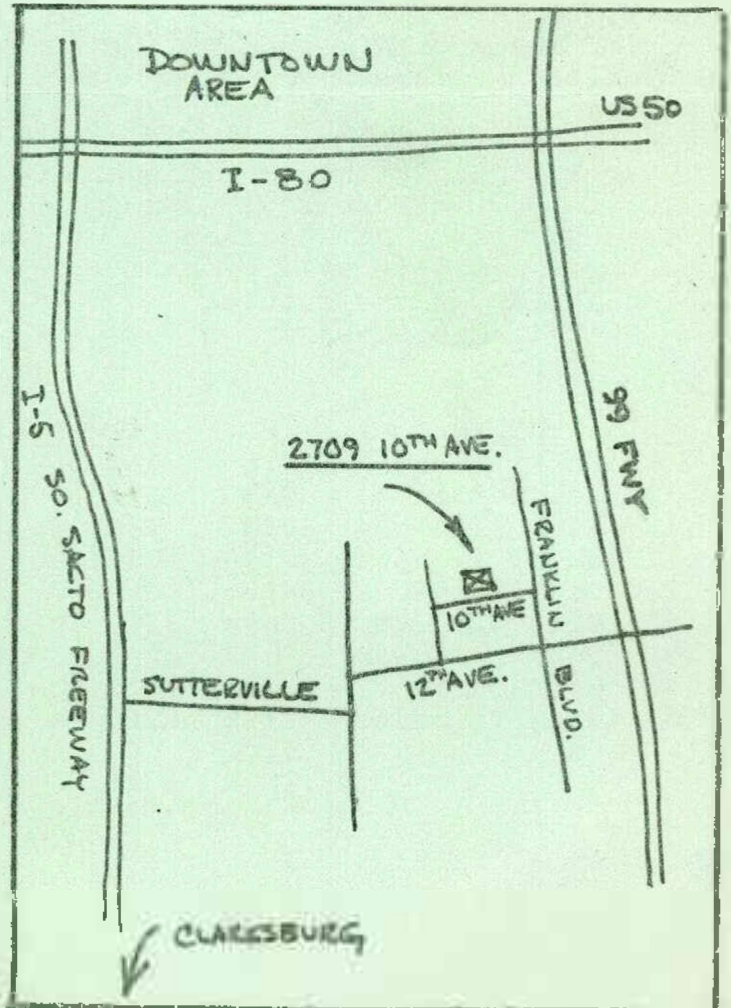 DOWNTOWN
AREA
US 50
I-80
I-5 SO. SACTO FREEWAY
99 FWY
2709 10TH AVE.
FRANKLIN BLVD.
10TH AVE
SUTTERVILLE
12TH AVE.
CLARKSBURG